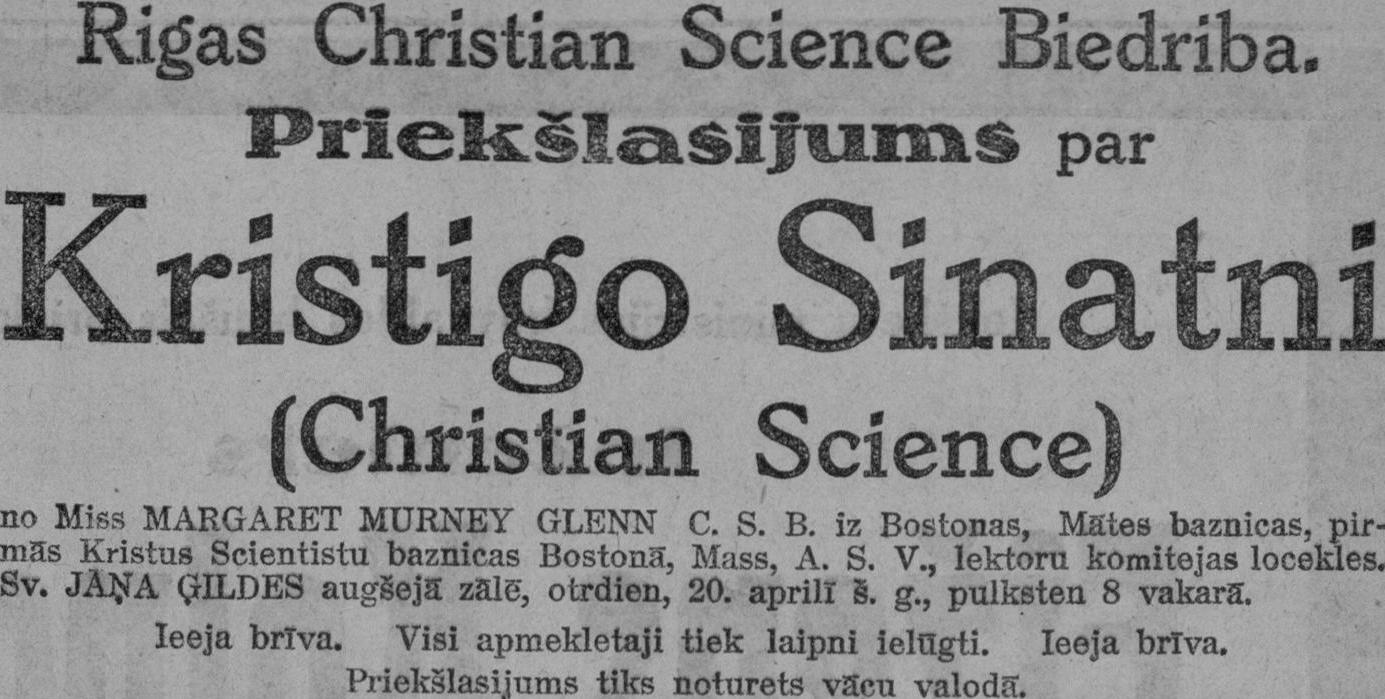 Rigas Christian Science Biedriba.
Priekšlasijums par
Kristigo Sinatni
(Christian Science)
no Miss MARGARET MURNEY GLENN C. S. B. iz Bostonas, Mātes baznicas, pir-
mās Kristus Scientistu baznicas Bostonā, Mass, A. S. V., lektoru komitejas locekles.
Sv. JĀŅA ĢILDES augšejā zālē, otrdien, 20. aprilī š. g., pulksten 8 vakarā.
Ieeja brīva. Visi apmekletaji tiek laipni ielūgti. Ieeja brīva.
Priekšlasijums tiks noturets vācu valodā.